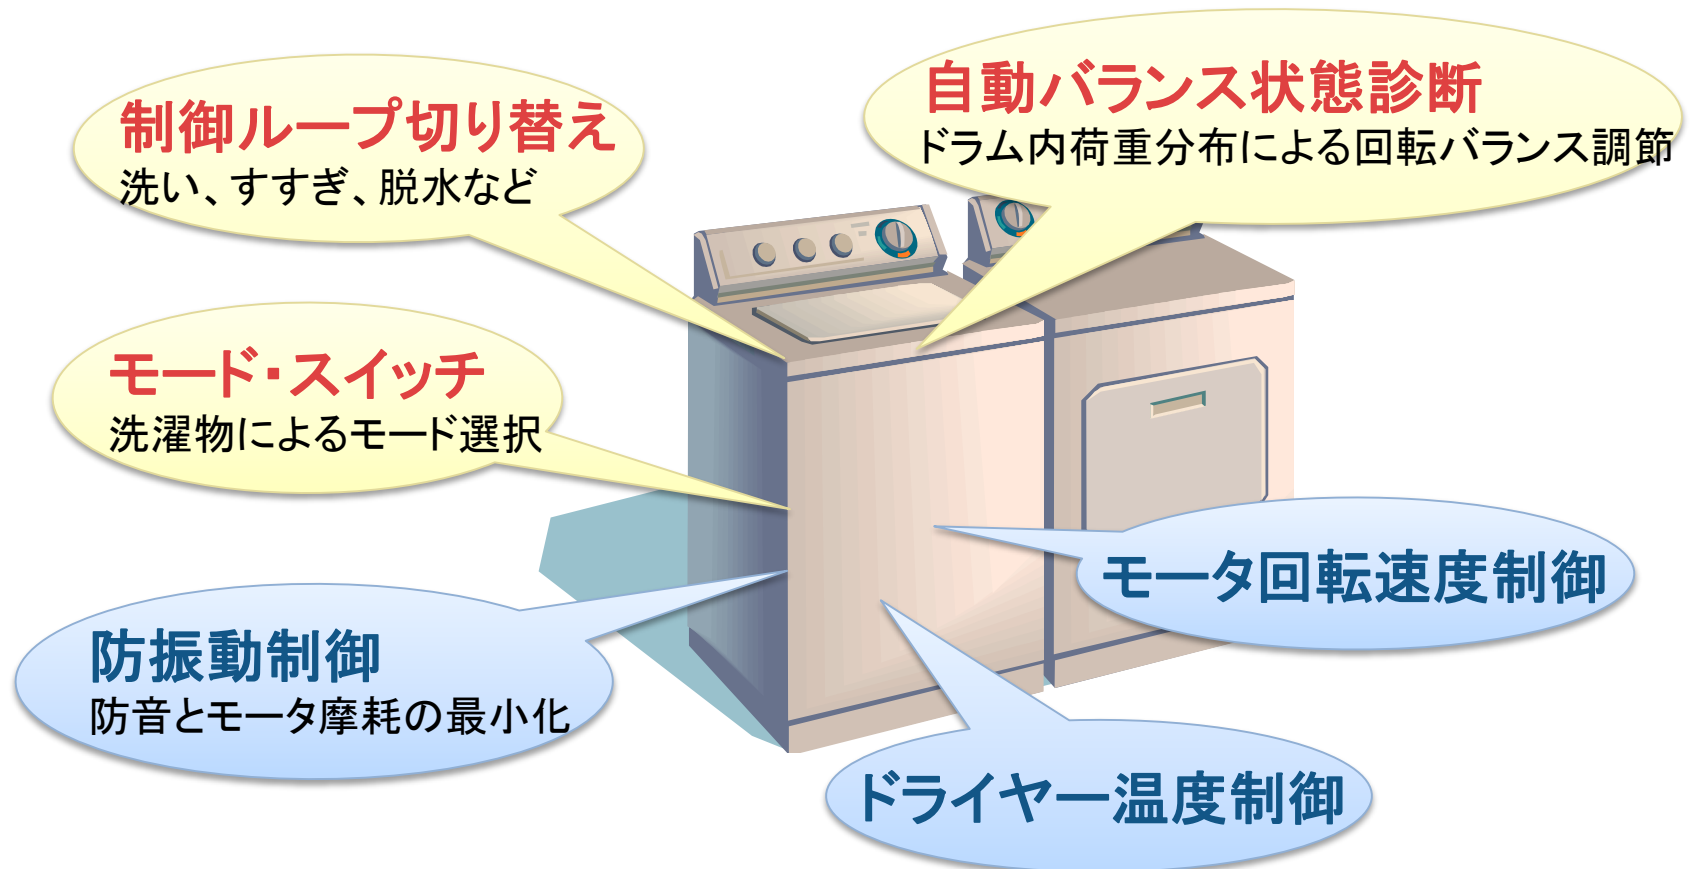 制御ループ切り替え
洗い、すすぎ、脱水など
自動バランス状態診断
ドラム内荷重分布による回転バランス調節
モード・スイッチ
洗濯物によるモード選択
モータ回転速度制御
防振動制御
防音とモータ摩耗の最小化
ドライヤー温度制御